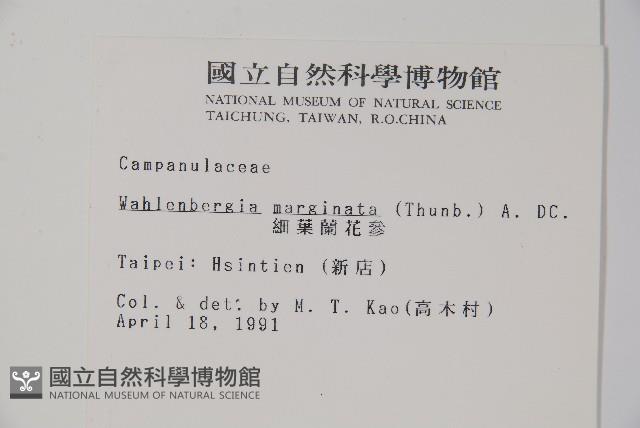 國立自然科學博物館
NATIONAL MUSEUM OF NATURAL SCIENCE
TAICHUNG, TAIWAN, R.O.CHINA
Campanulaceae
Wahlenbergia marginata (Thunb.) A. DC.
細葉蘭花參
Taipei: Hsintien (新店)
Col. & det. by M. T. Kao(高木村)
April 18, 1991
國立自然科學博物館
NATIONAL MUSEUM OF NATURAL SCIENCE